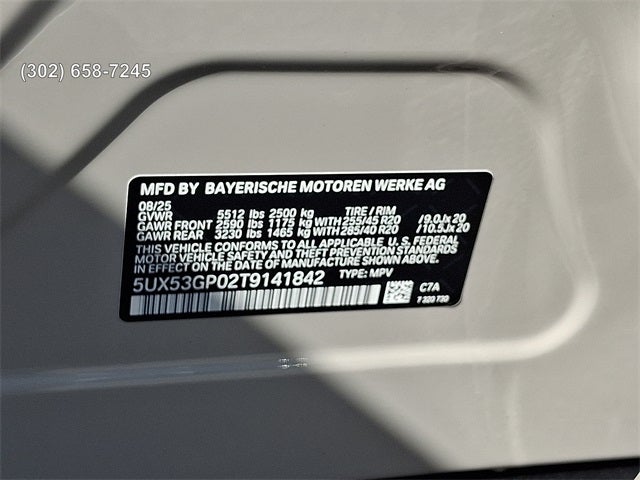 (302) 658-7245
MFD BY BAYERISCHE MOTOREN WERKE AG
08/25
GVWR 5512 lbs 2500 kg TIRE / RIM
GAWR FRONT 2590 lbs 1175 kg WITH 255/45 R20 /9.0Jx20
GAWR REAR 3230 lbs 1465 kg WITH 285/40 R20 /10.5Jx20
THIS VEHICLE CONFORMS TO ALL APPLICABLE U. S. FEDERAL
MOTOR VEHICLE SAFETY AND THEFT PREVENTION STANDARDS
IN EFFECT ON THE DATE OF MANUFACTURE SHOWN ABOVE.
5UX53GP02T9141842 TYPE: MPV
C7A
7 320 730